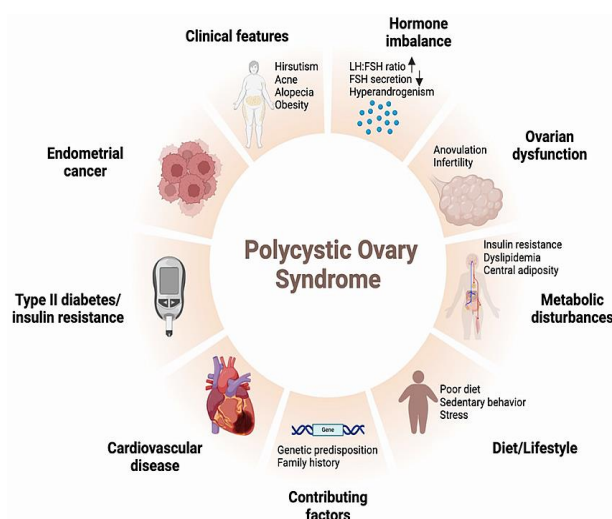 Hormone
imbalance
LH:FSH ratio
FSH secretion
Hyperandrogenism
Ovarian
dysfunction
Anovulation
Infertility
Insulin resistance
Dyslipidemia
Central adiposity
Metabolic
disturbances
Poor diet
Sedentary behavior
Stress
Diet/Lifestyle
Gene
Genetic predisposition
Family history
Contributing
factors
Cardiovascular
disease
Type II diabetes/
insulin resistance
Endometrial
cancer
Clinical features
Hirsutism
Acne
Alopecia
Obesity
Polycystic Ovary
Syndrome